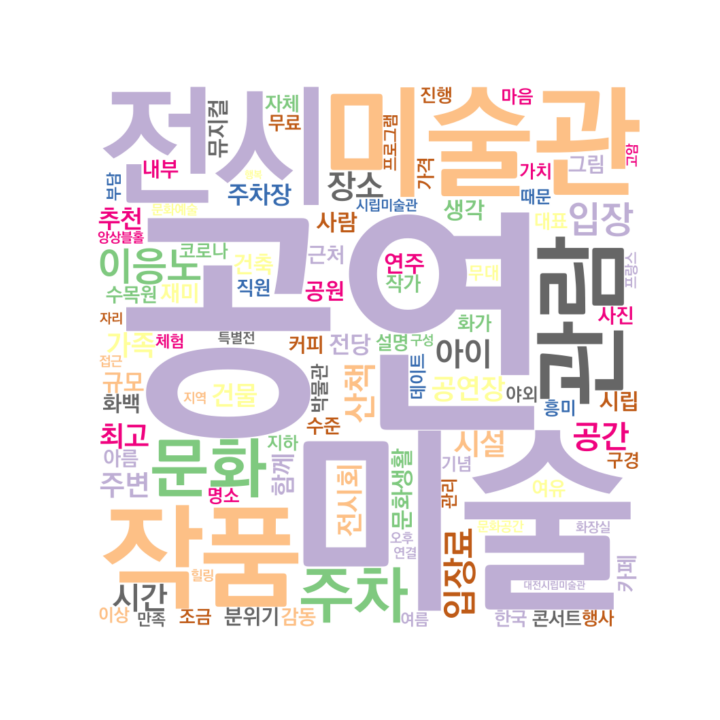 전시
미술관
공연
미술
관람
작품
문화
주차
진행
마음
자체
무료
뮤지컬
프로그램
가격
고암
내부
부담
주차장
장소
가치
그림
때문
추천
문화예술
시립미술관
생각
대표
입장
앙상블홀
사람
이응노
코로나
건축
근처
연주
무대
프랑스
수목원
재미
직원
공원
작가
사진
자리
특별전
화가
가족
체험
커피
전당
설명
구성
아이
접근
규모
화백
지역
건물
박물관
산책
데이트
공연장
야외
흥미
시립
최고
지하
수준
시설
공간
아름
주변
명소
함께
전시회
문화생활
기념
관리
여유
구경
문화공간
화장실
오후
연결
힐링
입장료
대전시립미술관
카페
시간
이상
만족
조금
분위기
감동
여름
한국
콘서트
행사